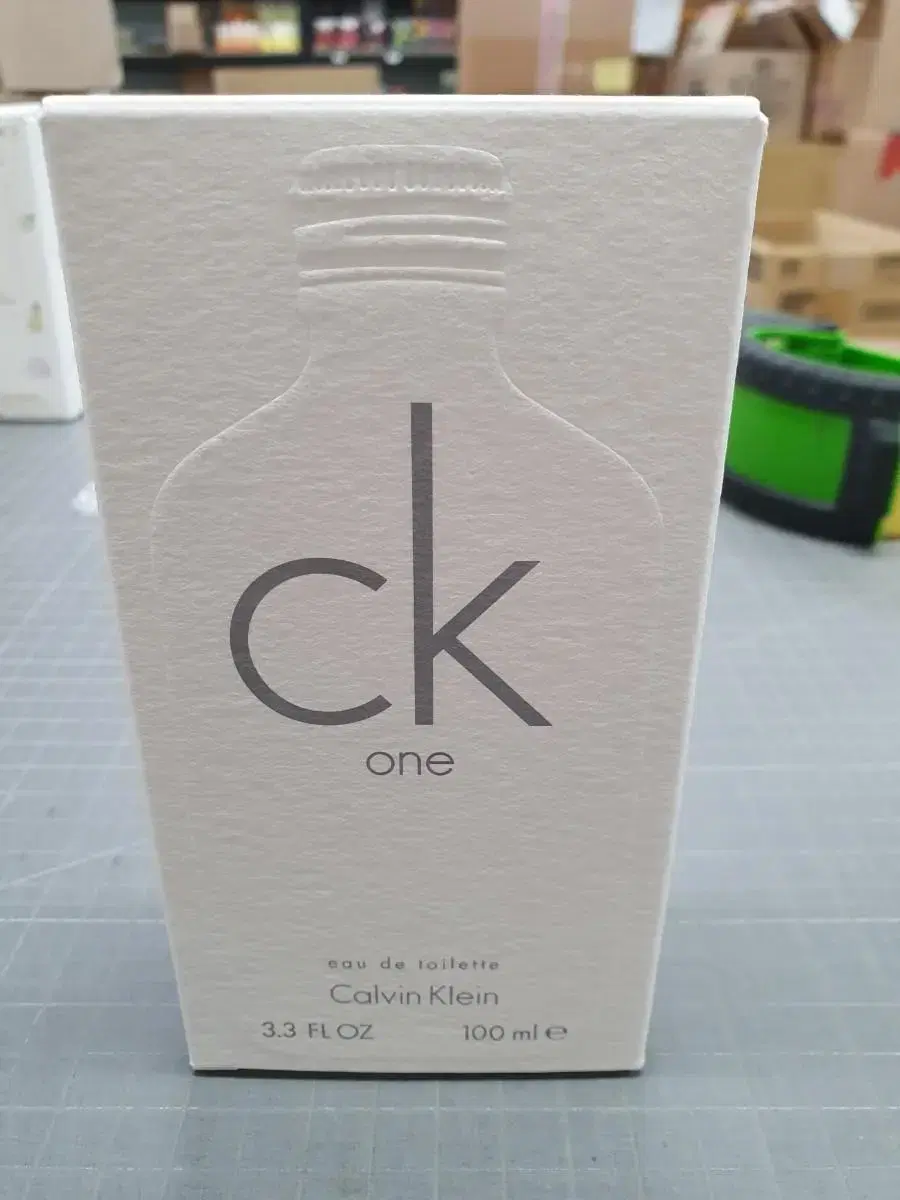 ck
one
eau de toilette
Calvin Klein
3.3 FL OZ 100 ml ℮